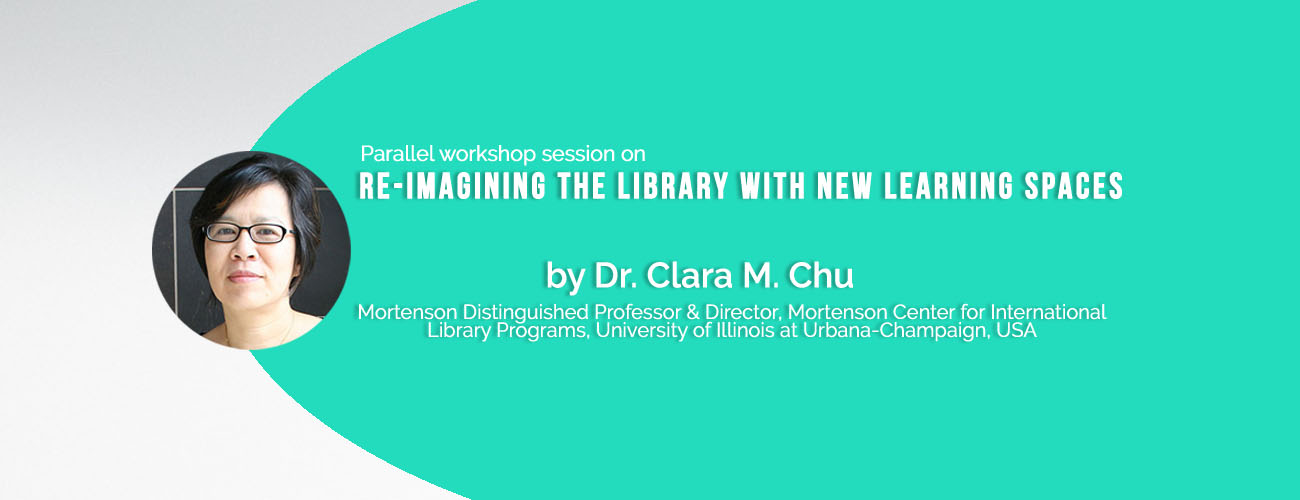 Parallel workshop session on
RE-IMAGINING THE LIBRARY WITH NEW LEARNING SPACES
by Dr. Clara M. Chu
Mortenson Distinguished Professor & Director, Mortenson Center for International
Library Programs, University of Illinois at Urbana-Champaign, USA